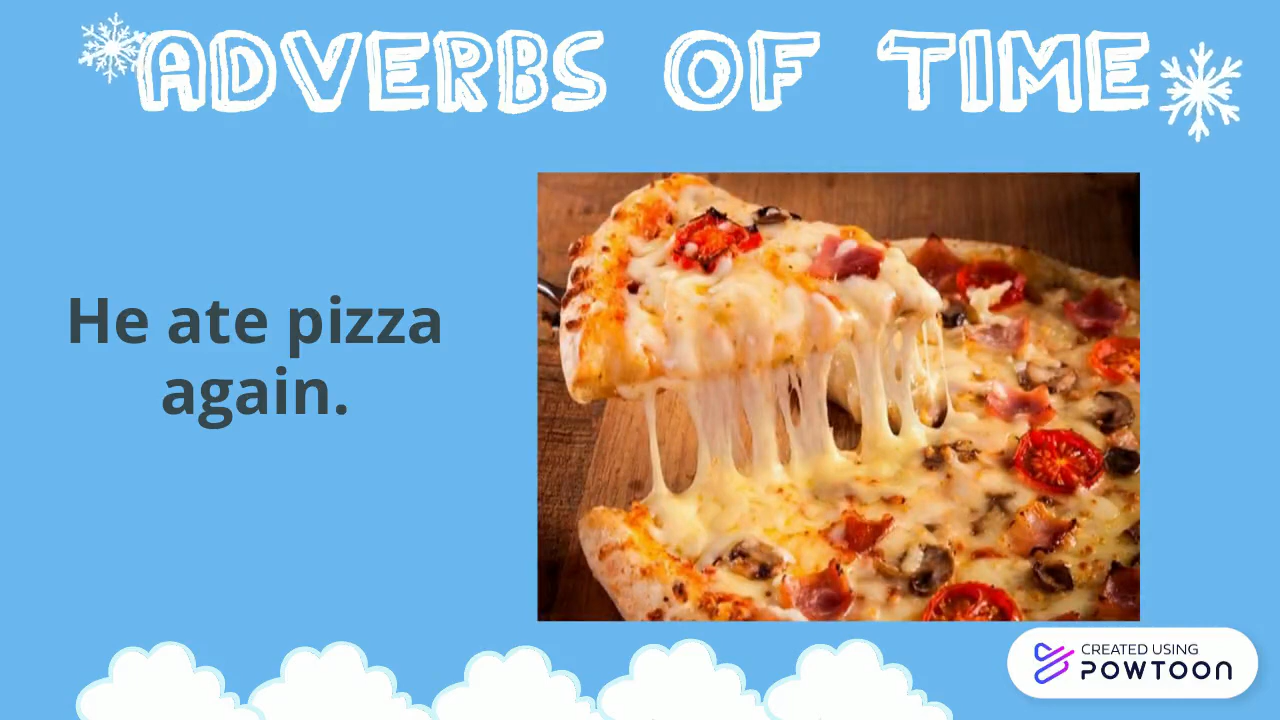 ADVERBS OF TIME
He ate pizza
again.
CREATED USING
POWTOON